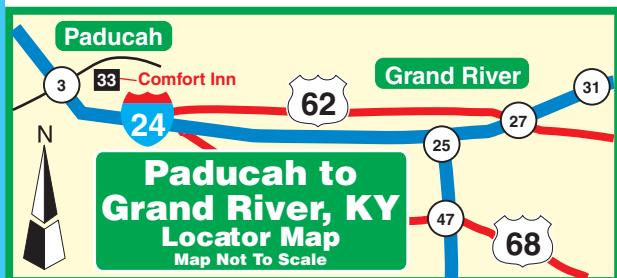 Paducah
Grand River
3
33
Comfort Inn
31
24
62
27
25
N
Paducah to
Grand River, KY
Locator Map
Map Not To Scale
47
68